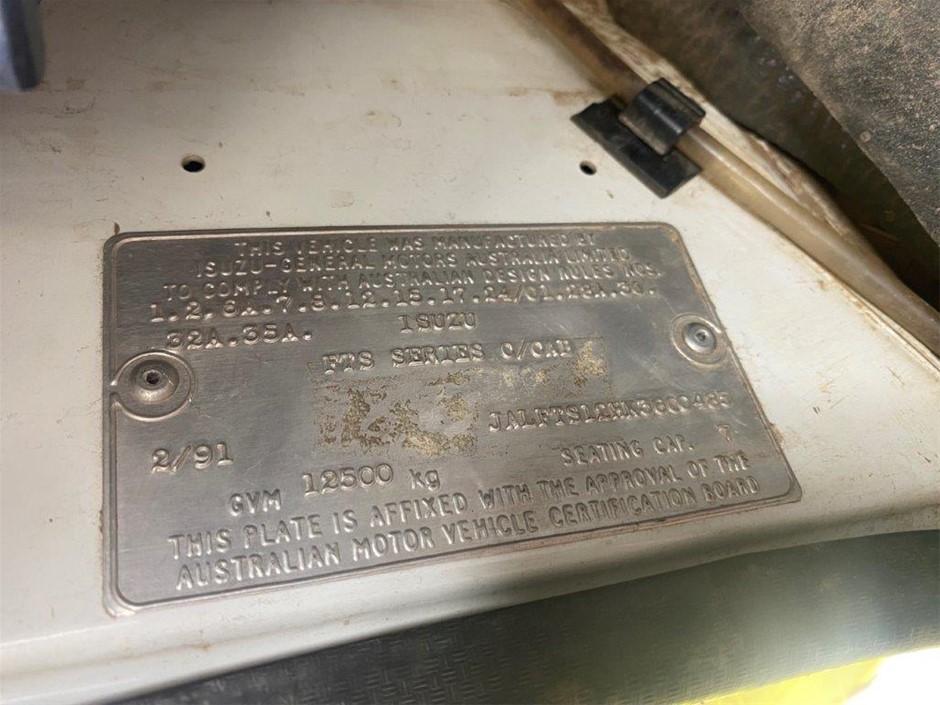 THIS VEHICLE WAS MANUFACTURED BY
ISUZU-GENERAL MOTORS AUSTRALIA LIMITED
TO COMPLY WITH AUSTRALIAN DESIGN RULES NOS.
1.2.6A.7.8.12.15.17.24/01.28A.30.
32A.35A. ISUZU
FTS SERIES C/CAB
2/91 SEATING CAP. 7
GVM 12500 kg
THIS PLATE IS AFFIXED WITH THE APPROVAL OF THE
AUSTRALIAN MOTOR VEHICLE CERTIFICATION BOARD